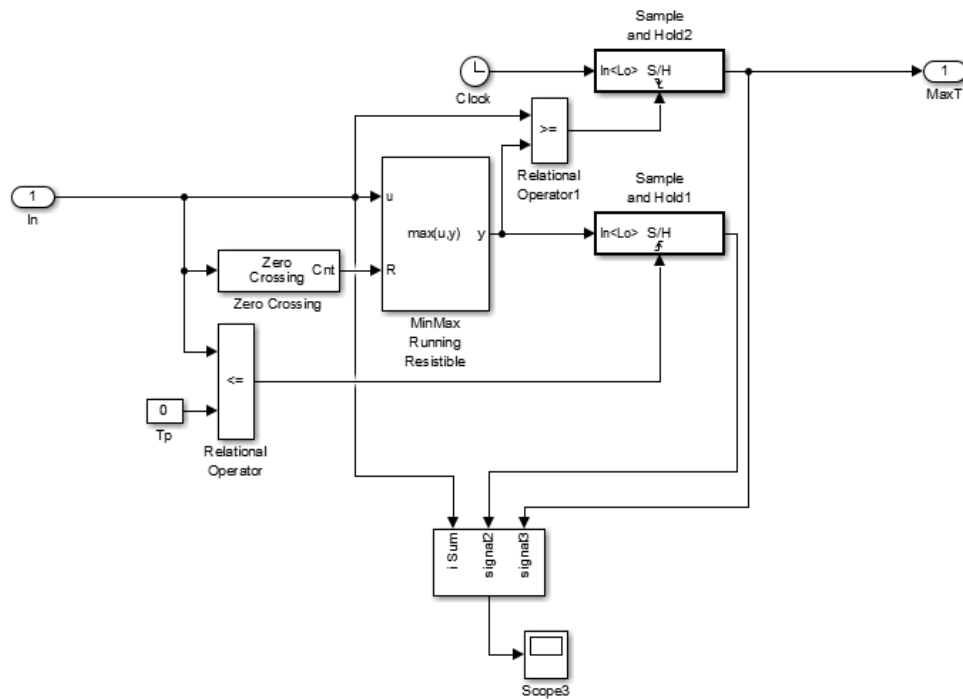 Sample
and Hold2
In<Lo> S/H
Clock
1
MaxT
>=
Relational
Operator1
Sample
and Hold1
In<Lo> S/H
1
In
u
max(u,y)
y
R
Zero
Crossing
Cnt
Zero Crossing
MinMax
Running
Resistible
<=
0
Tp
Relational
Operator
i Sum
signal2
signal3
Scope3